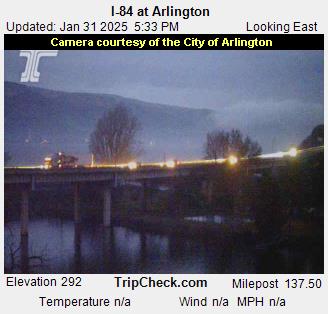 I-84 at Arlington
Updated: Jan 31 2025 5:33 PM Looking East
Camera courtesy of the City of Arlington
Elevation 292 TripCheck.com Milepost 137.50
Temperature n/a Wind n/a MPH n/a